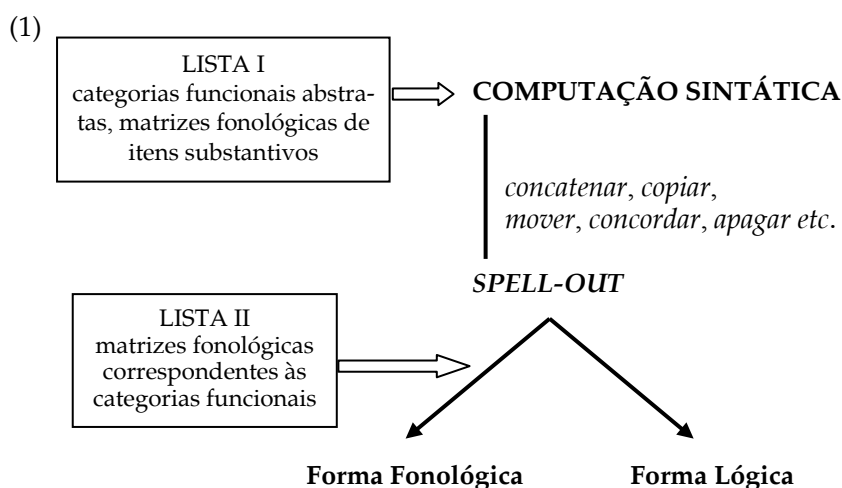 (1)
LISTA I
categorias funcionais abstra-
tas, matrizes fonológicas de
itens substantivos
COMPUTAÇÃO SINTÁTICA
concatenar, copiar,
mover, concordar, apagar etc.
SPELL-OUT
LISTA II
matrizes fonológicas
correspondentes às
categorias funcionais
Forma Fonológica
Forma Lógica